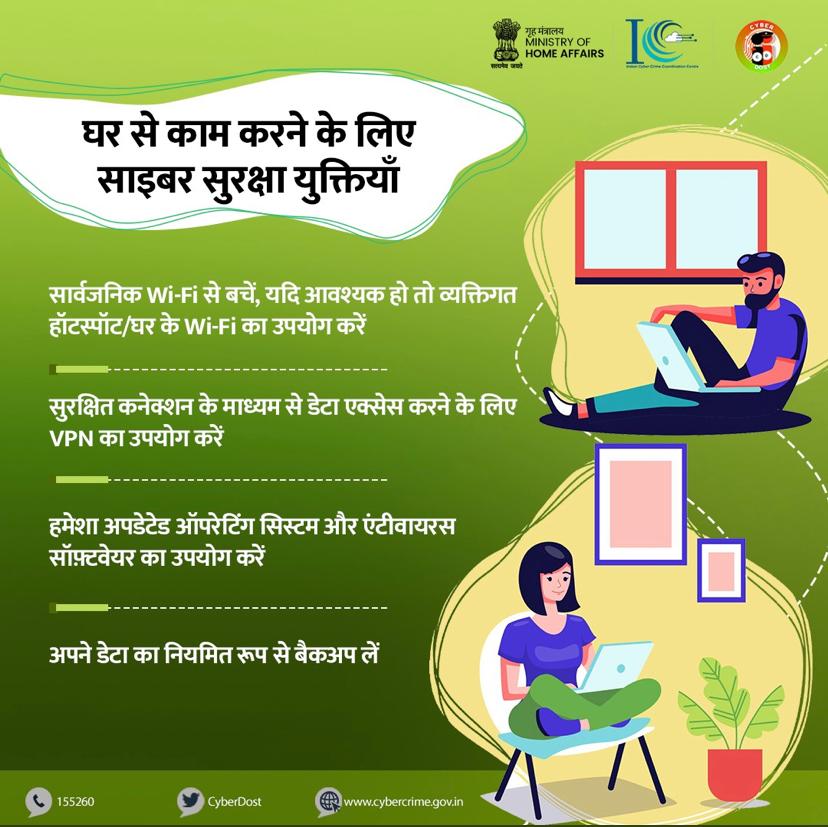 गृह मंत्रालय
MINISTRY OF
HOME AFFAIRS
सत्यमेव जयते
Indian Cyber Crime Coordination Centre
CYBER
DOST
घर से काम करने के लिए
साइबर सुरक्षा युक्तियाँ
सार्वजनिक Wi-Fi से बचें, यदि आवश्यक हो तो व्यक्तिगत
हॉटस्पॉट/घर के Wi-Fi का उपयोग करें
सुरक्षित कनेक्शन के माध्यम से डेटा एक्सेस करने के लिए
VPN का उपयोग करें
हमेशा अपडेटेड ऑपरेटिंग सिस्टम और एंटीवायरस
सॉफ़्टवेयर का उपयोग करें
अपने डेटा का नियमित रूप से बैकअप लें
155260
CyberDost
www.cybercrime.gov.in